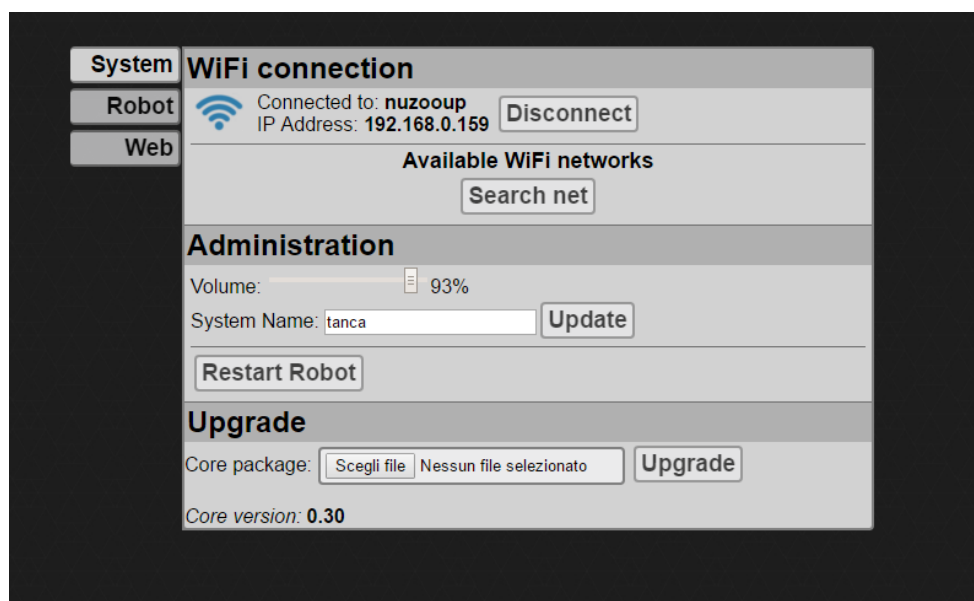 System
Robot
Web
WiFi connection
Connected to: nuzooup
IP Address: 192.168.0.159
Disconnect
Available WiFi networks
Search net
Administration
Volume: 93%
System Name: tanca Update
Restart Robot
Upgrade
Core package: Scegli file Nessun file selezionato Upgrade
Core version: 0.30